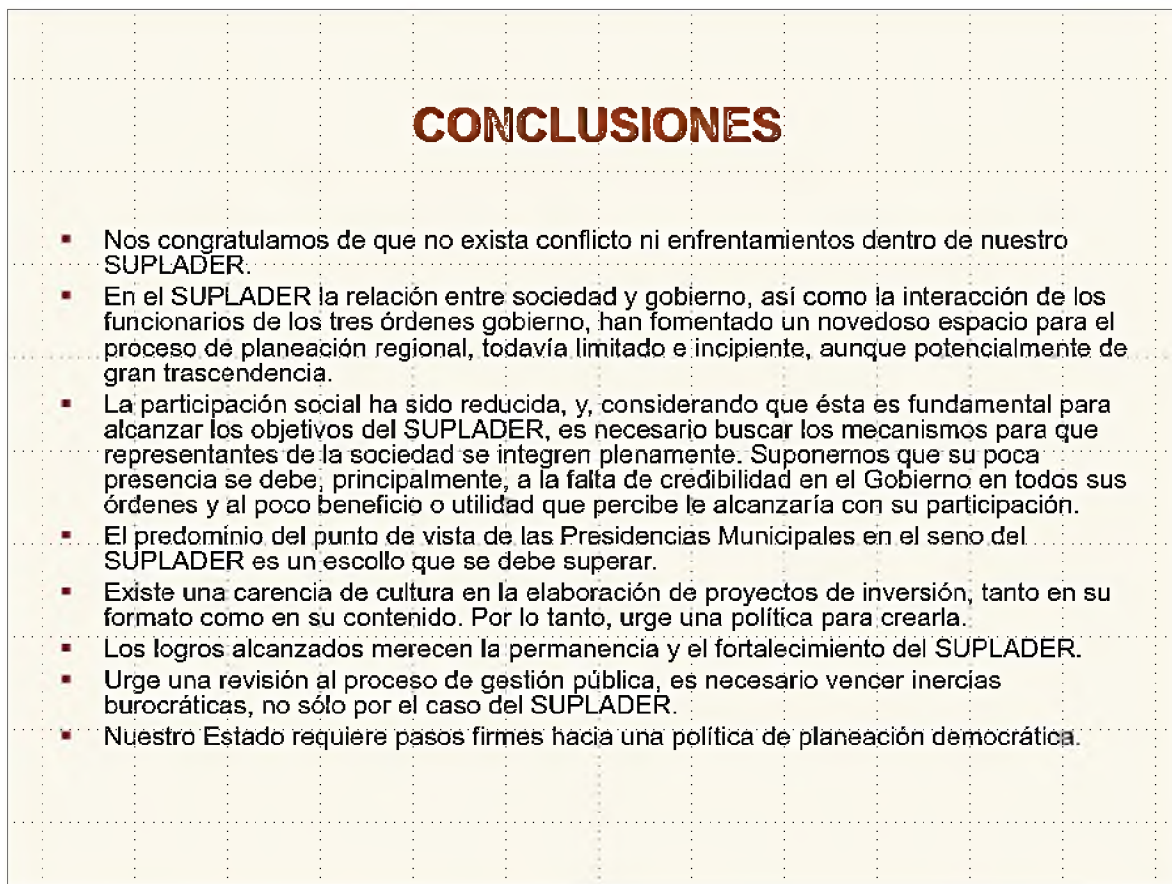 CONCLUSIONES
▪ Nos congratulamos de que no exista conflicto ni enfrentamientos dentro de nuestro
SUPLADER.
▪ En el SUPLADER la relación entre sociedad y gobierno, así como la interacción de los
funcionarios de los tres órdenes gobierno, han fomentado un novedoso espacio para el
proceso de planeación regional, todavía limitado e incipiente, aunque potencialmente de
gran trascendencia.
▪ La participación social ha sido reducida, y, considerando que ésta es fundamental para
alcanzar los objetivos del SUPLADER, es necesario buscar los mecanismos para que
representantes de la sociedad se integren plenamente. Suponemos que su poca
presencia se debe, principalmente, a la falta de credibilidad en el Gobierno en todos sus
órdenes y al poco beneficio o utilidad que percibe le alcanzaría con su participación.
▪ El predominio del punto de vista de las Presidencias Municipales en el seno del
SUPLADER es un escollo que se debe superar.
▪ Existe una carencia de cultura en la elaboración de proyectos de inversión, tanto en su
formato como en su contenido. Por lo tanto, urge una política para crearla.
▪ Los logros alcanzados merecen la permanencia y el fortalecimiento del SUPLADER.
▪ Urge una revisión al proceso de gestión pública, es necesario vencer inercias
burocráticas, no sólo por el caso del SUPLADER.
▪ Nuestro Estado requiere pasos firmes hacia una política de planeación democrática.